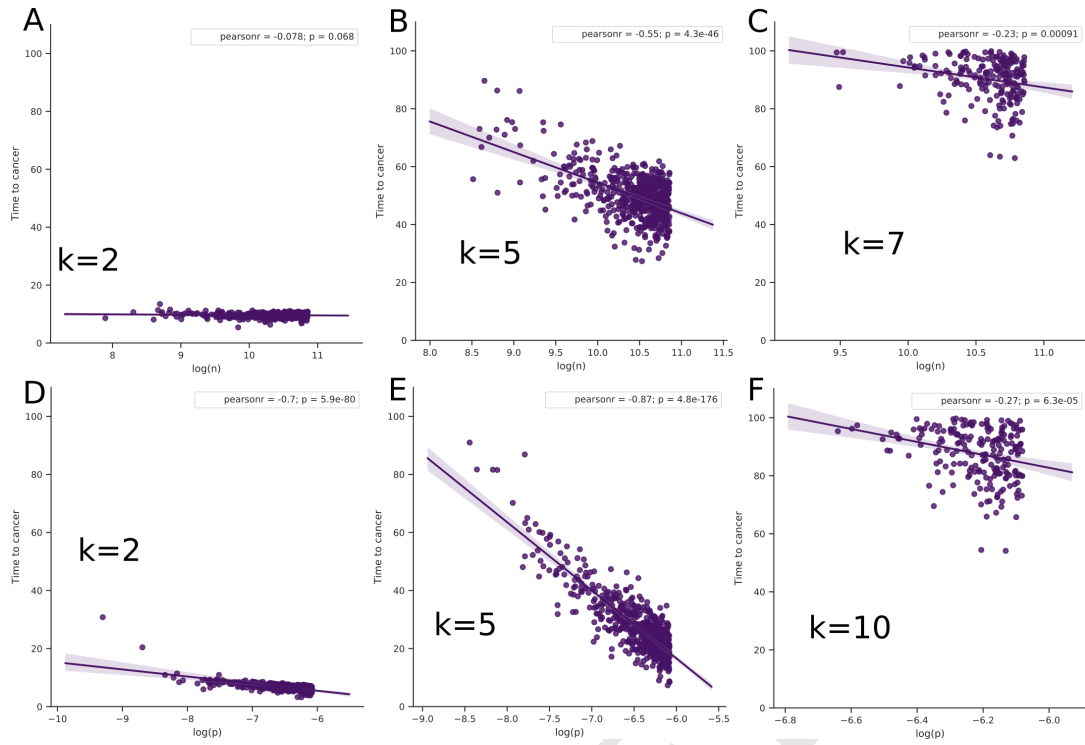 A
pearsonr = -0.078; p = 0.068
100
80
60
40
20
0
Time to cancer
k=2
8
9
10
11
log(n)
B
pearsonr = -0.55; p = 4.3e-46
100
80
60
40
20
0
Time to cancer
k=5
8.0
8.5
9.0
9.5
10.0
10.5
11.0
11.5
log(n)
C
pearsonr = -0.23; p = 0.00091
100
80
60
40
20
0
Time to cancer
k=7
9.5
10.0
10.5
11.0
log(n)
D
pearsonr = -0.7; p = 5.9e-80
100
80
60
40
20
0
Time to cancer
k=2
−10
−9
−8
−7
−6
log(p)
E
pearsonr = -0.87; p = 4.8e-176
100
80
60
40
20
0
Time to cancer
k=5
−9.0
−8.5
−8.0
−7.5
−7.0
−6.5
−6.0
−5.5
log(p)
F
pearsonr = -0.27; p = 6.3e-05
100
80
60
40
20
0
Time to cancer
k=10
−6.8
−6.6
−6.4
−6.2
−6.0
log(p)